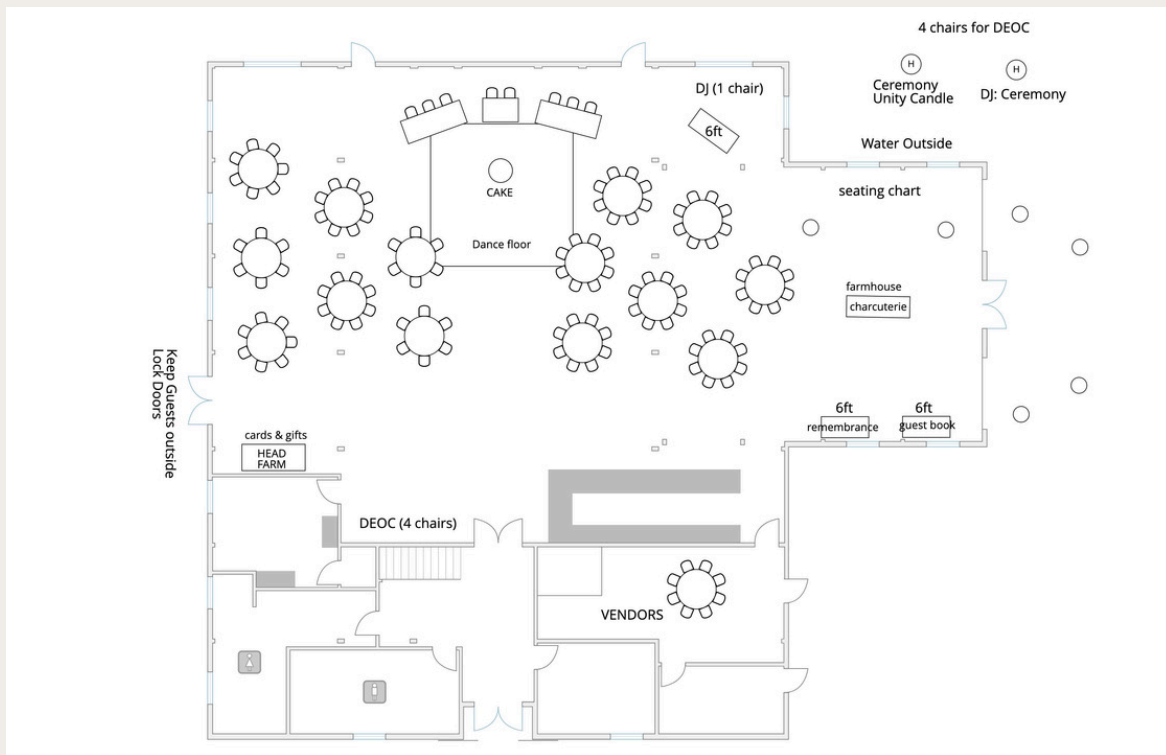 4 chairs for DEOC
H
H
Ceremony
Unity Candle
DJ: Ceremony
DJ (1 chair)
6ft
Water Outside
CAKE
seating chart
Dance floor
farmhouse
charcuterie
Keep Guests outside
Lock Doors
6ft
6ft
remembrance
guest book
cards & gifts
HEAD
FARM
DEOC (4 chairs)
VENDORS